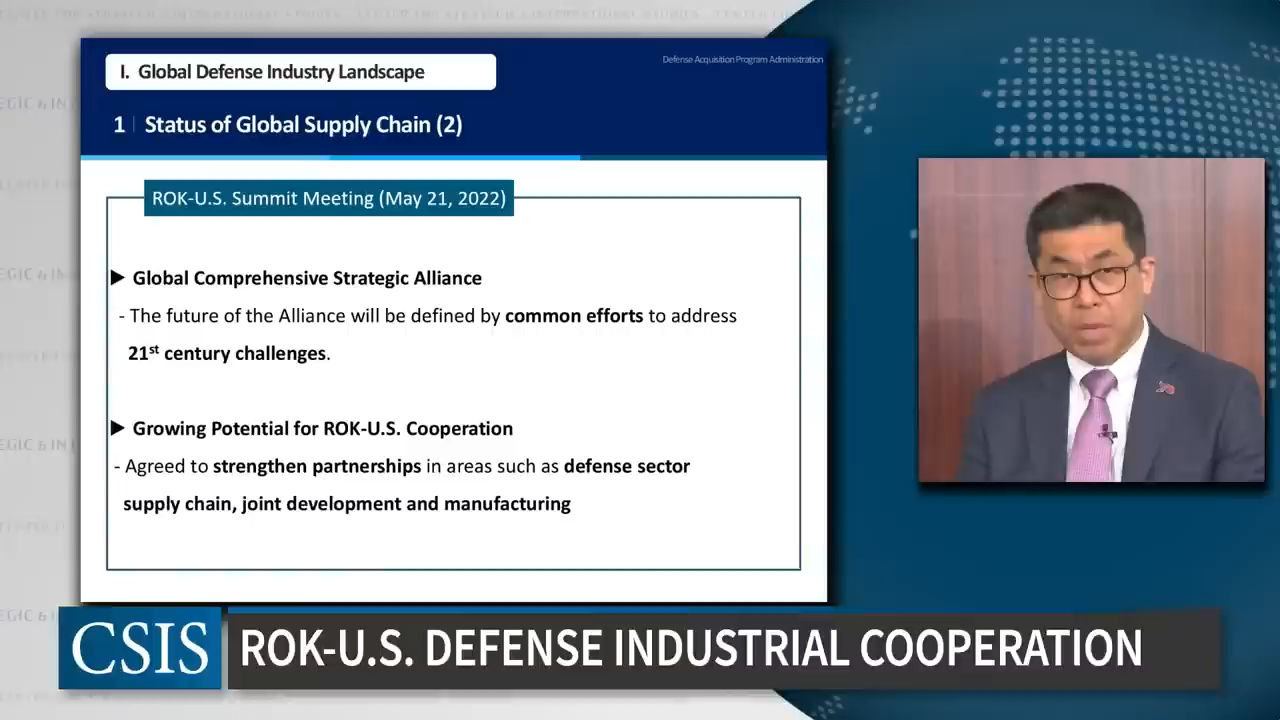 I. Global Defense Industry Landscape
Defense Acquisition Program Administration
1 Status of Global Supply Chain (2)
ROK-U.S. Summit Meeting (May 21, 2022)
▶ Global Comprehensive Strategic Alliance
- The future of the Alliance will be defined by common efforts to address
21st century challenges.
▶ Growing Potential for ROK-U.S. Cooperation
- Agreed to strengthen partnerships in areas such as defense sector
supply chain, joint development and manufacturing
CSIS
ROK-U.S. DEFENSE INDUSTRIAL COOPERATION